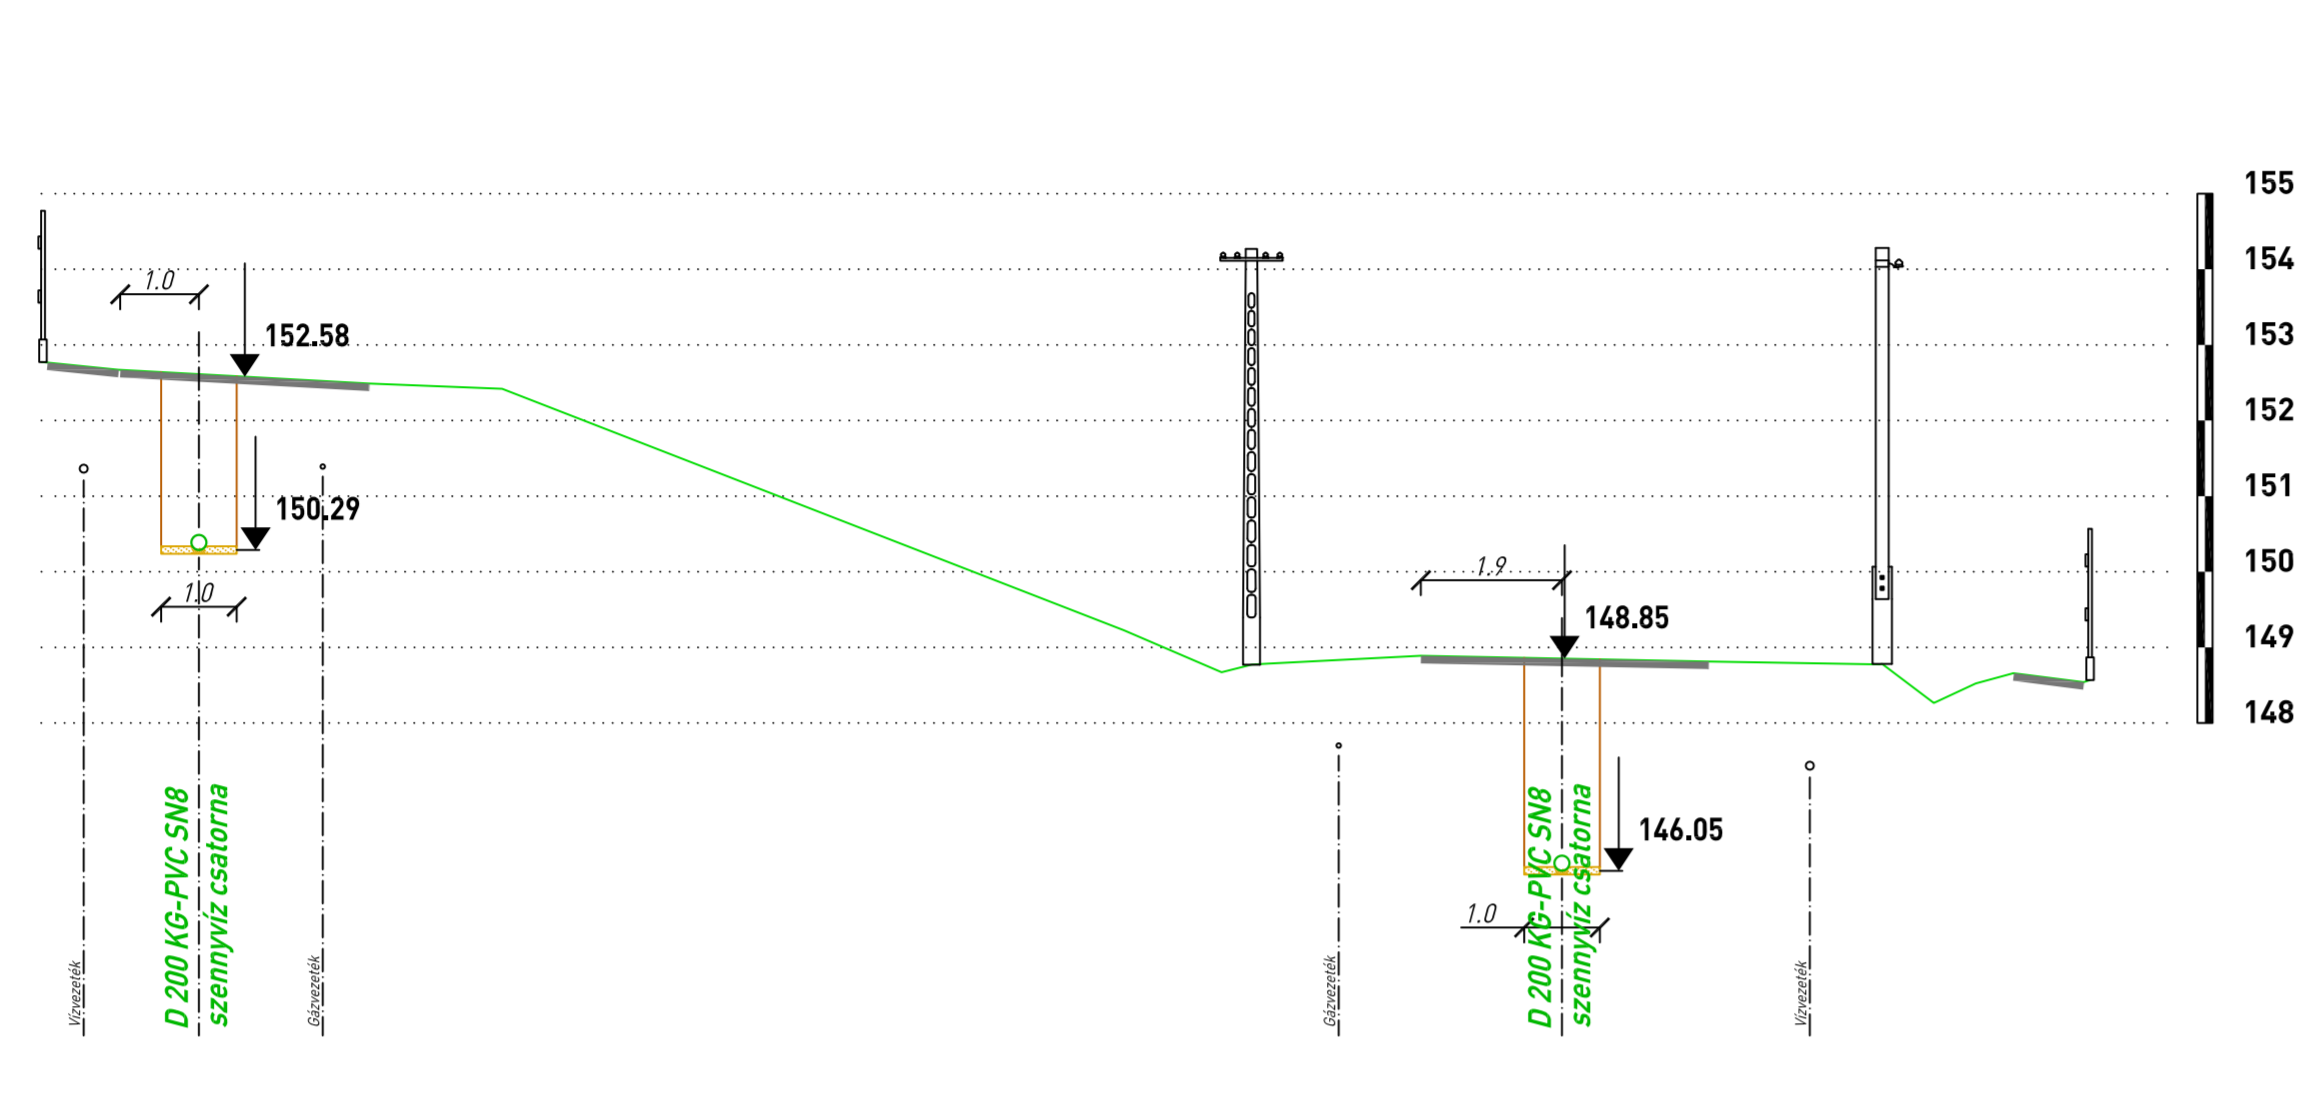 155
154
1.0
153
152.58
152
151
150.29
150
1.9
1.0
149
148.85
148
146.05
1.0
D 200 KG-PVC SN8
szennyvíz csatorna
D 200 KG-PVC SN8
szennyvíz csatorna
Vízvezeték
Gázvezeték
Gázvezeték
Vízvezeték